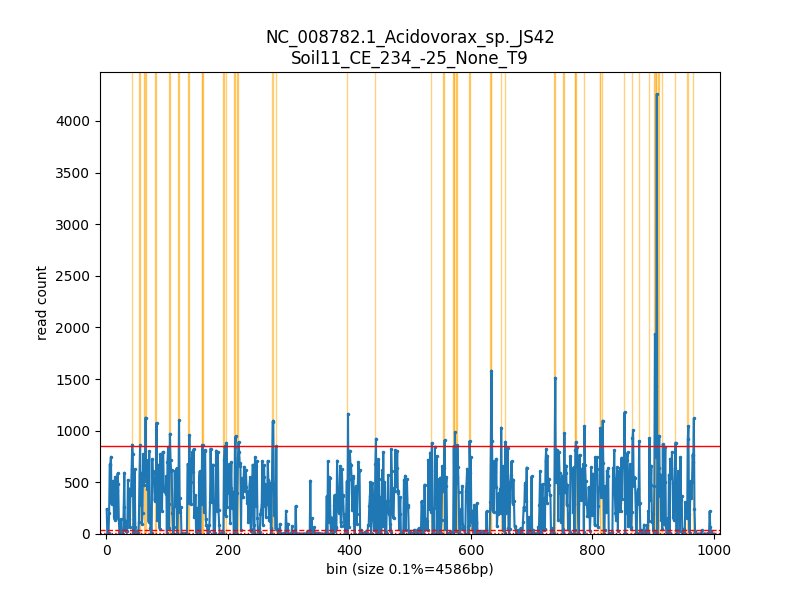 NC_008782.1_Acidovorax_sp._JS42
Soil11_CE_234_-25_None_T9
4000
3500
3000
2500
2000
1500
1000
500
0
read count
0 200 400 600 800 1000
bin (size 0.1%=4586bp)